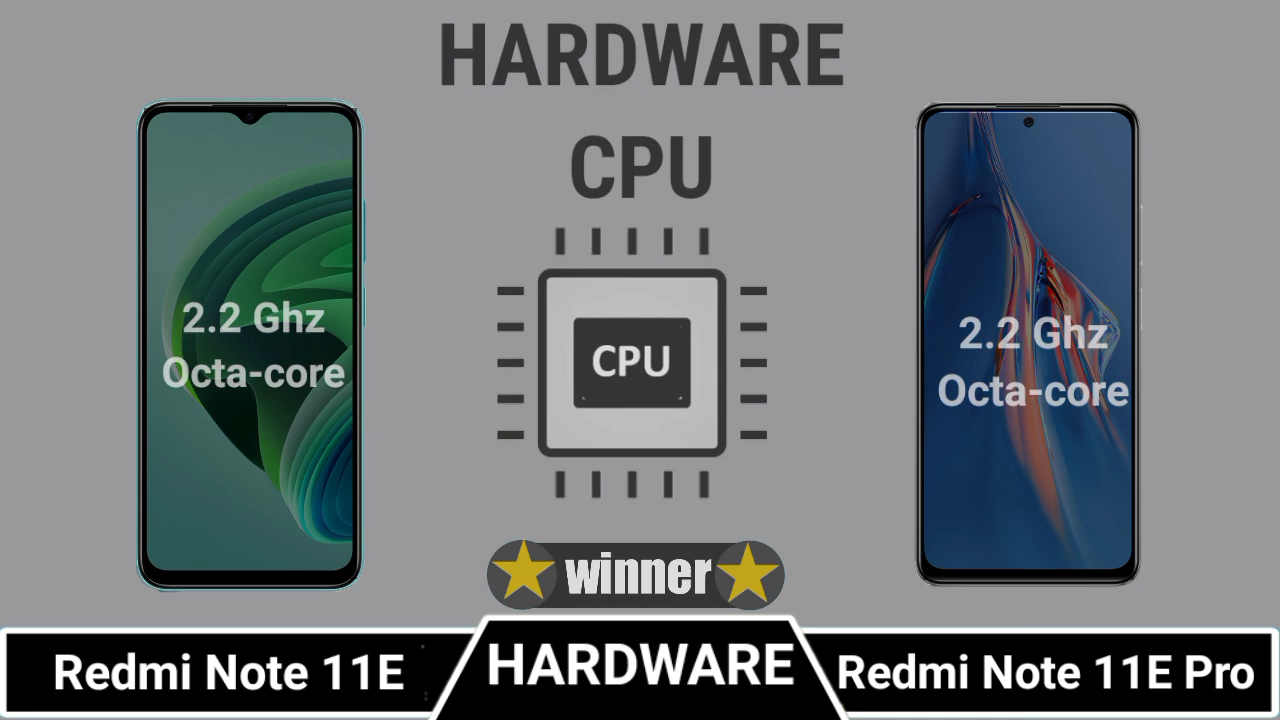 HARDWARE
CPU
2.2 Ghz
Octa-core
CPU
2.2 Ghz
Octa-core
winner
Redmi Note 11E
HARDWARE
Redmi Note 11E Pro